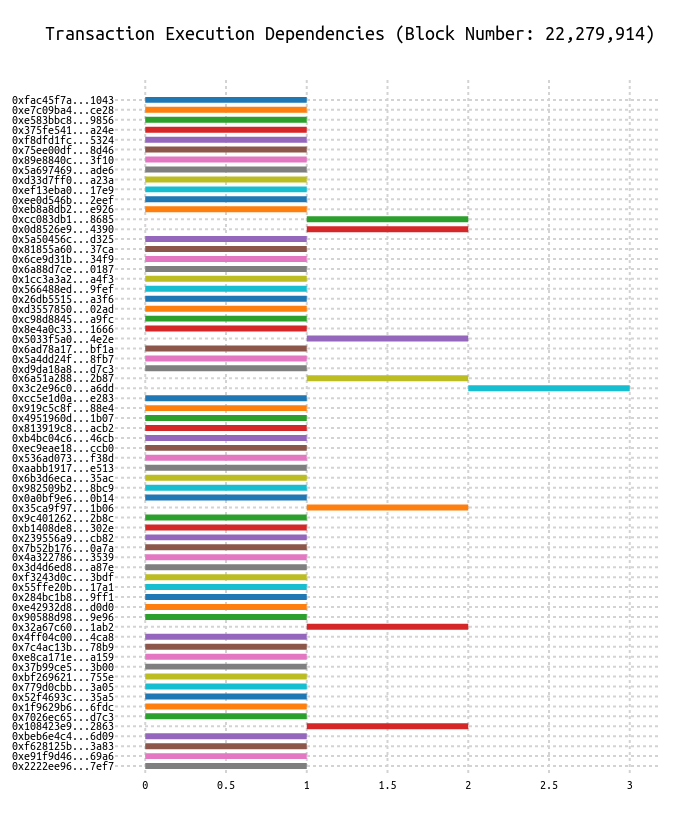 Transaction Execution Dependencies (Block Number: 22,279,914)
0xfac45f7a...1043
0xe7c09ba4...ce28
0xe583bbc8...9856
0x375fe541...a24e
0xf8dfd1fc...5324
0x75ee00df...8d46
0x89e8840c...3f10
0x5a697469...ade6
0xd33d7ff0...a23a
0xef13eba0...17e9
0xee0d546b...2eef
0xeb8a8db2...e926
0xcc083db1...8685
0x0d8526e9...4390
0x5a50456c...d325
0x81855a60...37ca
0x6ce9d31b...34f9
0x6a88d7ce...0187
0x1cc3a3a2...a4f3
0x566488ed...9fef
0x26db5515...a3f6
0xd3557850...02ad
0xc98d8845...a9fc
0x8e4a0c33...1666
0x5033f5a0...4e2e
0x6ad78a17...bf1a
0x5a4dd24f...8fb7
0xd9da18a8...d7c3
0x6a51a288...2b87
0x3c2e96c0...a6dd
0xcc5e1d0a...e283
0x919c5c8f...88e4
0x4951960d...1b07
0x813919c8...acb2
0xb4bc04c6...46cb
0xec9eae18...ccb0
0x536ad073...f38d
0xaabb1917...e513
0x6b3d6eca...35ac
0x982509b2...8bc9
0x0a0bf9e6...0b14
0x35ca9f97...1b06
0x9c401262...2b8c
0xb1408de8...302e
0x239556a9...cb82
0x7b52b176...0a7a
0x4a322786...3539
0x3d4d6ed8...a87e
0xf3243d0c...3bdf
0x55ffe20b...17a1
0x284bc1b8...9ff1
0xe42932d8...d0d0
0x90588d98...9e96
0x32a67c60...1ab2
0x4ff04c00...4ca8
0x7c4ac13b...78b9
0xe8ca171e...a159
0x37b99ce5...3b00
0xbf269621...755e
0x779d0cbb...3a05
0x52f4693c...35a5
0x1f9629b6...6fdc
0x7026ec65...d7c3
0x108423e9...2863
0xbeb6e4c4...6d09
0xf628125b...3a83
0xe91f9d46...69a6
0x2222ee96...7ef7
0 0.5 1 1.5 2 2.5 3